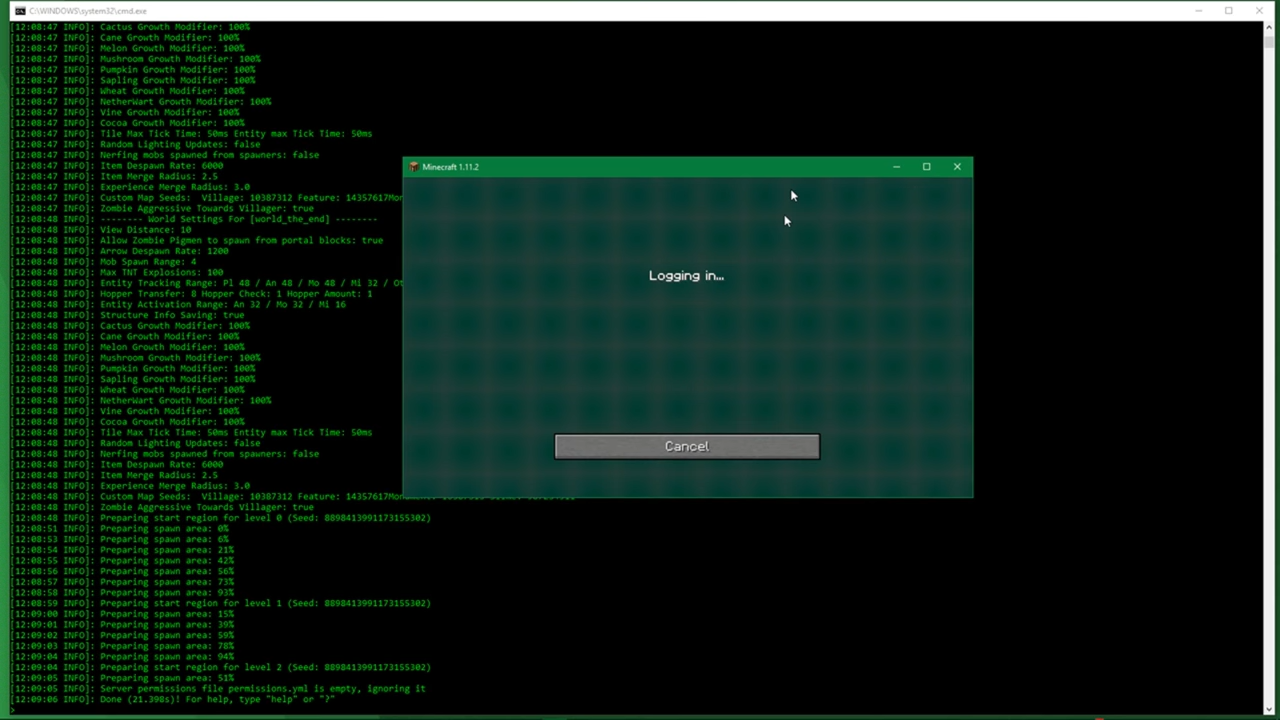 C:\WINDOWS\system32\cmd.exe
[12:08:47 INFO]: Cactus Growth Modifier: 100%
[12:08:47 INFO]: Cane Growth Modifier: 100%
[12:08:47 INFO]: Melon Growth Modifier: 100%
[12:08:47 INFO]: Mushroom Growth Modifier: 100%
[12:08:47 INFO]: Pumpkin Growth Modifier: 100%
[12:08:47 INFO]: Sapling Growth Modifier: 100%
[12:08:47 INFO]: Wheat Growth Modifier: 100%
[12:08:47 INFO]: NetherWart Growth Modifier: 100%
[12:08:47 INFO]: Vine Growth Modifier: 100%
[12:08:47 INFO]: Cocoa Growth Modifier: 100%
[12:08:47 INFO]: Tile Max Tick Time: 50ms Entity max Tick Time: 50ms
[12:08:47 INFO]: Random Lighting Updates: false
[12:08:47 INFO]: Nerfing mobs spawned from spawners: false
[12:08:47 INFO]: Item Despawn Rate: 6000
[12:08:47 INFO]: Item Merge Radius: 2.5
[12:08:47 INFO]: Experience Merge Radius: 3.0
[12:08:47 INFO]: Custom Map Seeds:  Village: 10387312 Feature: 14357617Mon
[12:08:47 INFO]: Zombie Aggressive Towards Villager: true
[12:08:48 INFO]: -------- World Settings For [world_the_end] --------
[12:08:48 INFO]: View Distance: 10
[12:08:48 INFO]: Allow Zombie Pigmen to spawn from portal blocks: true
[12:08:48 INFO]: Arrow Despawn Rate: 1200
[12:08:48 INFO]: Mob Spawn Range: 4
[12:08:48 INFO]: Max TNT Explosions: 100
[12:08:48 INFO]: Entity Tracking Range: Pl 48 / An 48 / Mo 48 / Mi 32 / Ot
[12:08:48 INFO]: Hopper Transfer: 8 Hopper Check: 1 Hopper Amount: 1
[12:08:48 INFO]: Entity Activation Range: An 32 / Mo 32 / Mi 16
[12:08:48 INFO]: Structure Info Saving: true
[12:08:48 INFO]: Cactus Growth Modifier: 100%
[12:08:48 INFO]: Cane Growth Modifier: 100%
[12:08:48 INFO]: Melon Growth Modifier: 100%
[12:08:48 INFO]: Mushroom Growth Modifier: 100%
[12:08:48 INFO]: Pumpkin Growth Modifier: 100%
[12:08:48 INFO]: Sapling Growth Modifier: 100%
[12:08:48 INFO]: Wheat Growth Modifier: 100%
[12:08:48 INFO]: NetherWart Growth Modifier: 100%
[12:08:48 INFO]: Vine Growth Modifier: 100%
[12:08:48 INFO]: Cocoa Growth Modifier: 100%
[12:08:48 INFO]: Tile Max Tick Time: 50ms Entity max Tick Time: 50ms
[12:08:48 INFO]: Random Lighting Updates: false
[12:08:48 INFO]: Nerfing mobs spawned from spawners: false
[12:08:48 INFO]: Item Despawn Rate: 6000
[12:08:48 INFO]: Item Merge Radius: 2.5
[12:08:48 INFO]: Experience Merge Radius: 3.0
[12:08:48 INFO]: Custom Map Seeds:  Village: 10387312 Feature: 14357617Mon
[12:08:48 INFO]: Zombie Aggressive Towards Villager: true
[12:08:48 INFO]: Preparing start region for level 0 (Seed: 8898413991173155302)
[12:08:51 INFO]: Preparing spawn area: 0%
[12:08:53 INFO]: Preparing spawn area: 6%
[12:08:54 INFO]: Preparing spawn area: 21%
[12:08:55 INFO]: Preparing spawn area: 42%
[12:08:56 INFO]: Preparing spawn area: 56%
[12:08:57 INFO]: Preparing spawn area: 73%
[12:08:58 INFO]: Preparing spawn area: 93%
[12:08:59 INFO]: Preparing start region for level 1 (Seed: 8898413991173155302)
[12:09:00 INFO]: Preparing spawn area: 15%
[12:09:01 INFO]: Preparing spawn area: 39%
[12:09:02 INFO]: Preparing spawn area: 59%
[12:09:03 INFO]: Preparing spawn area: 78%
[12:09:04 INFO]: Preparing spawn area: 94%
[12:09:04 INFO]: Preparing start region for level 2 (Seed: 8898413991173155302)
[12:09:05 INFO]: Preparing spawn area: 51%
[12:09:05 INFO]: Server permissions file permissions.yml is empty, ignoring it
[12:09:06 INFO]: Done (21.398s)! For help, type "help" or "?"
>
Minecraft 1.11.2
Logging in...
Cancel